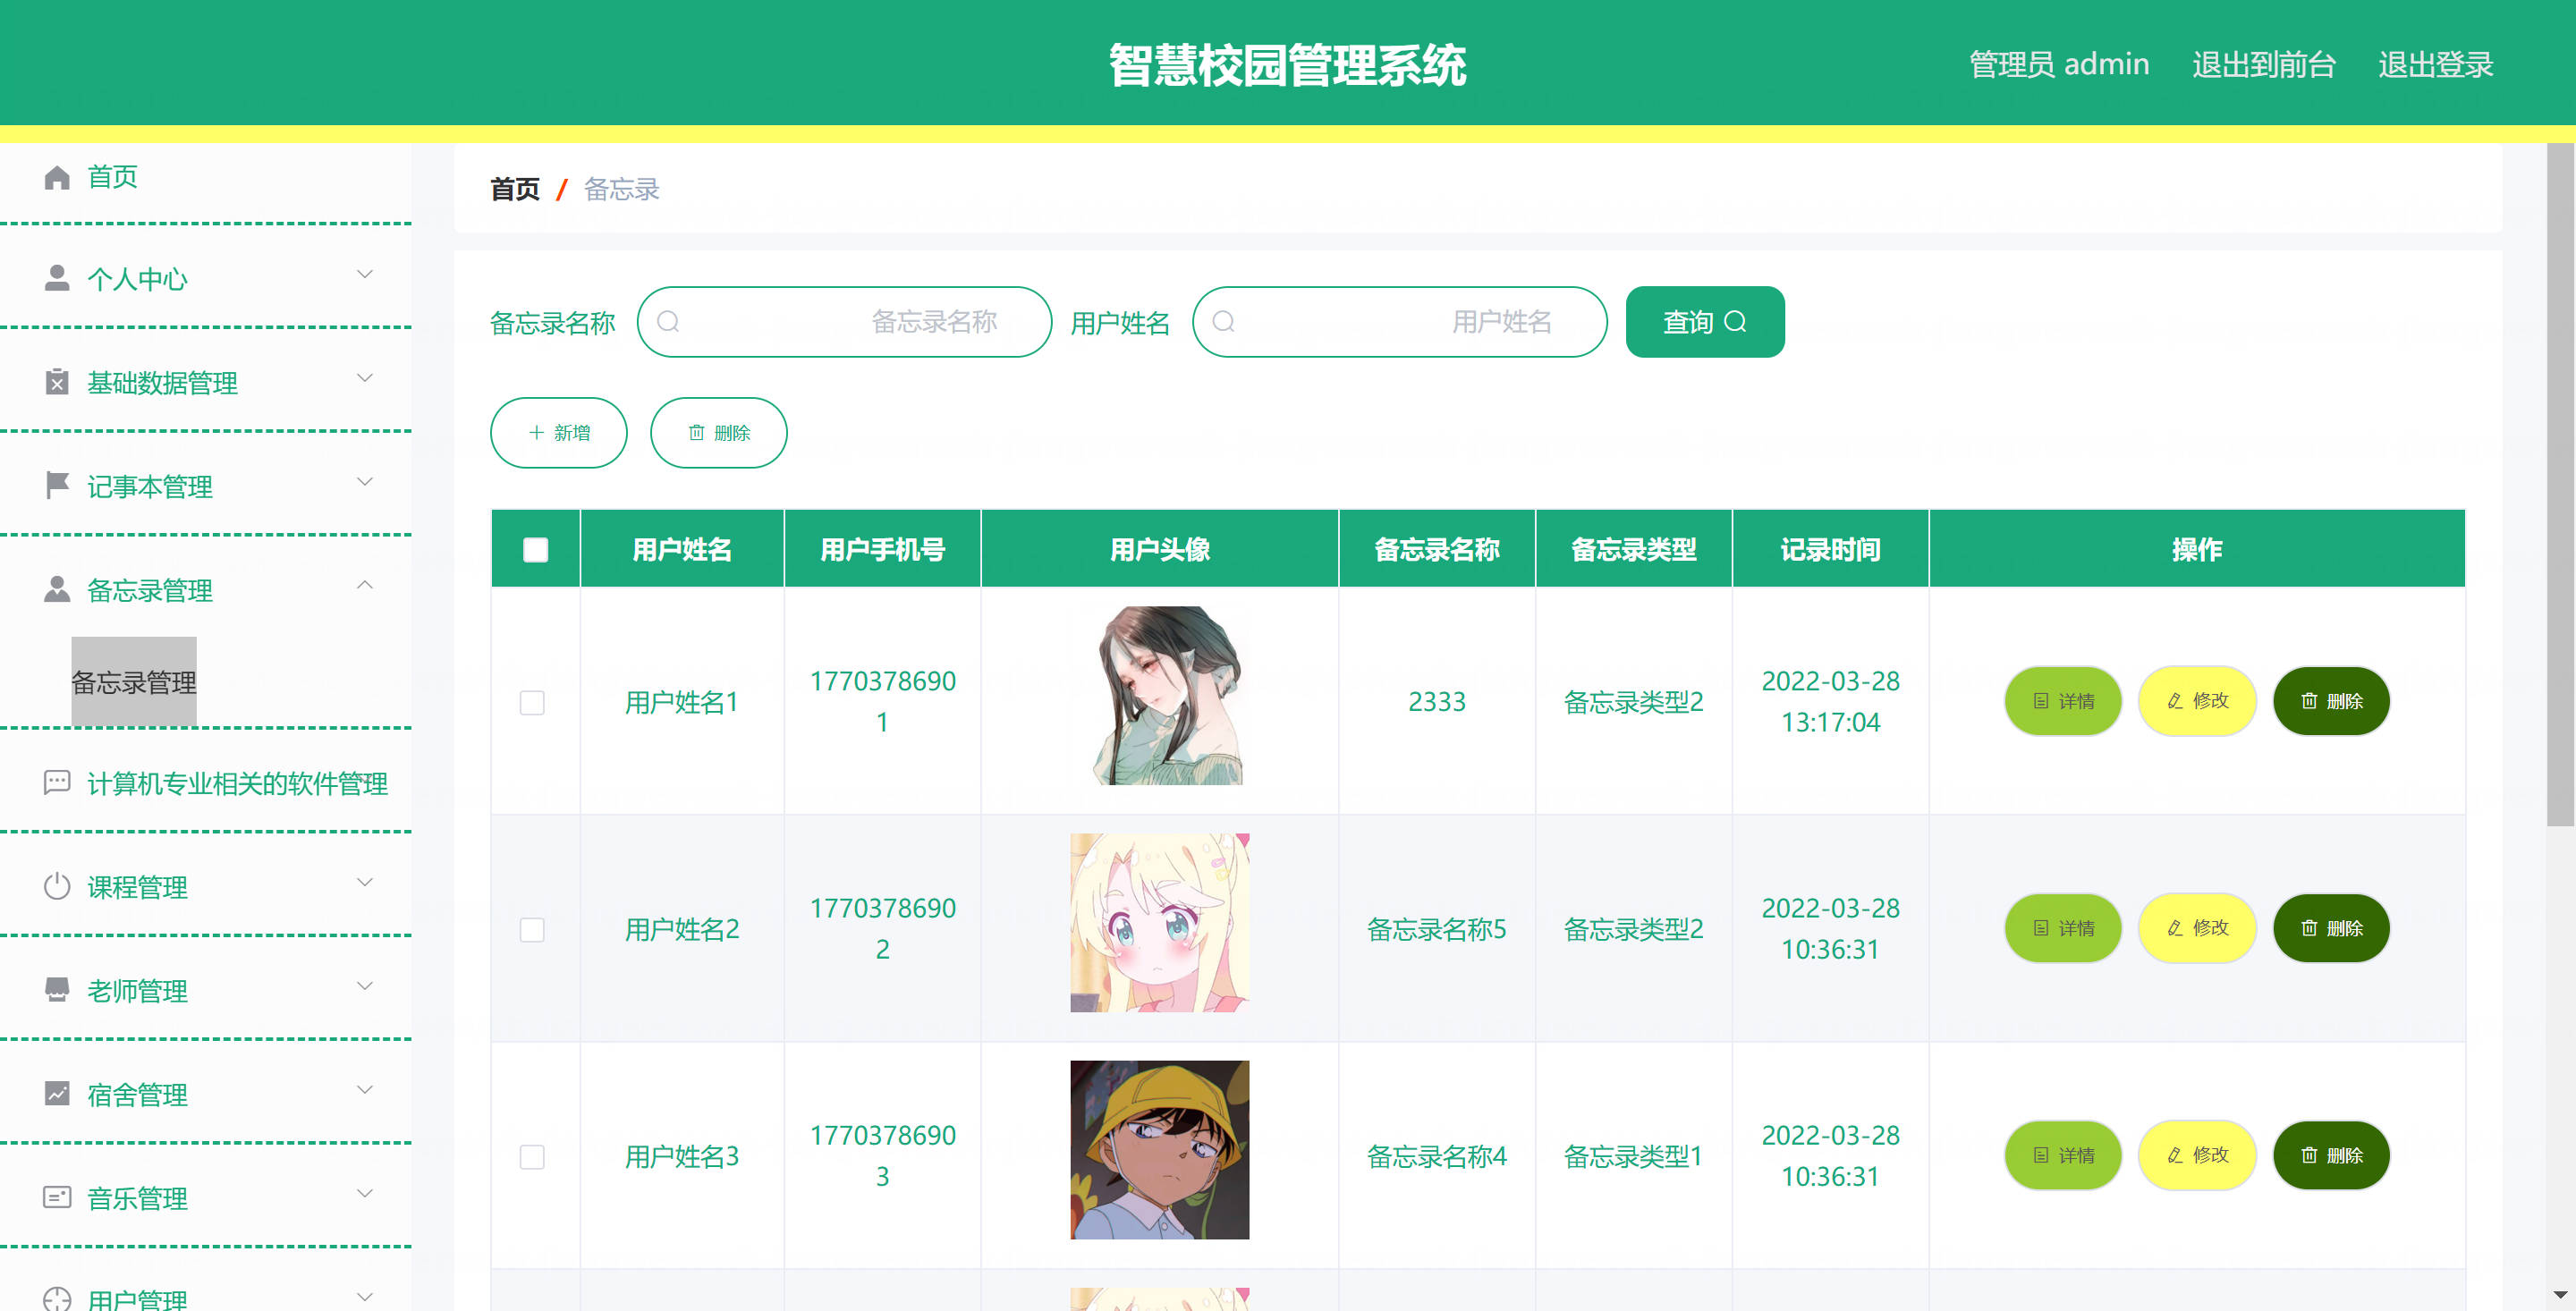 智慧校园管理系统
管理员 admin 退出到前台 退出登录
首页
个人中心
基础数据管理
记事本管理
备忘录管理
备忘录管理
计算机专业相关的软件管理
课程管理
老师管理
宿舍管理
音乐管理
用户管理
首页 / 备忘录
备忘录名称 备忘录名称 用户姓名 用户姓名 查询
新增 删除
用户姓名 用户手机号 用户头像 备忘录名称 备忘录类型 记录时间 操作
用户姓名1 1770378690
1
2333 备忘录类型2 2022-03-28
13:17:04
详情 修改 删除
用户姓名2 1770378690
2
备忘录名称5 备忘录类型2 2022-03-28
10:36:31
详情 修改 删除
用户姓名3 1770378690
3
备忘录名称4 备忘录类型1 2022-03-28
10:36:31
详情 修改 删除